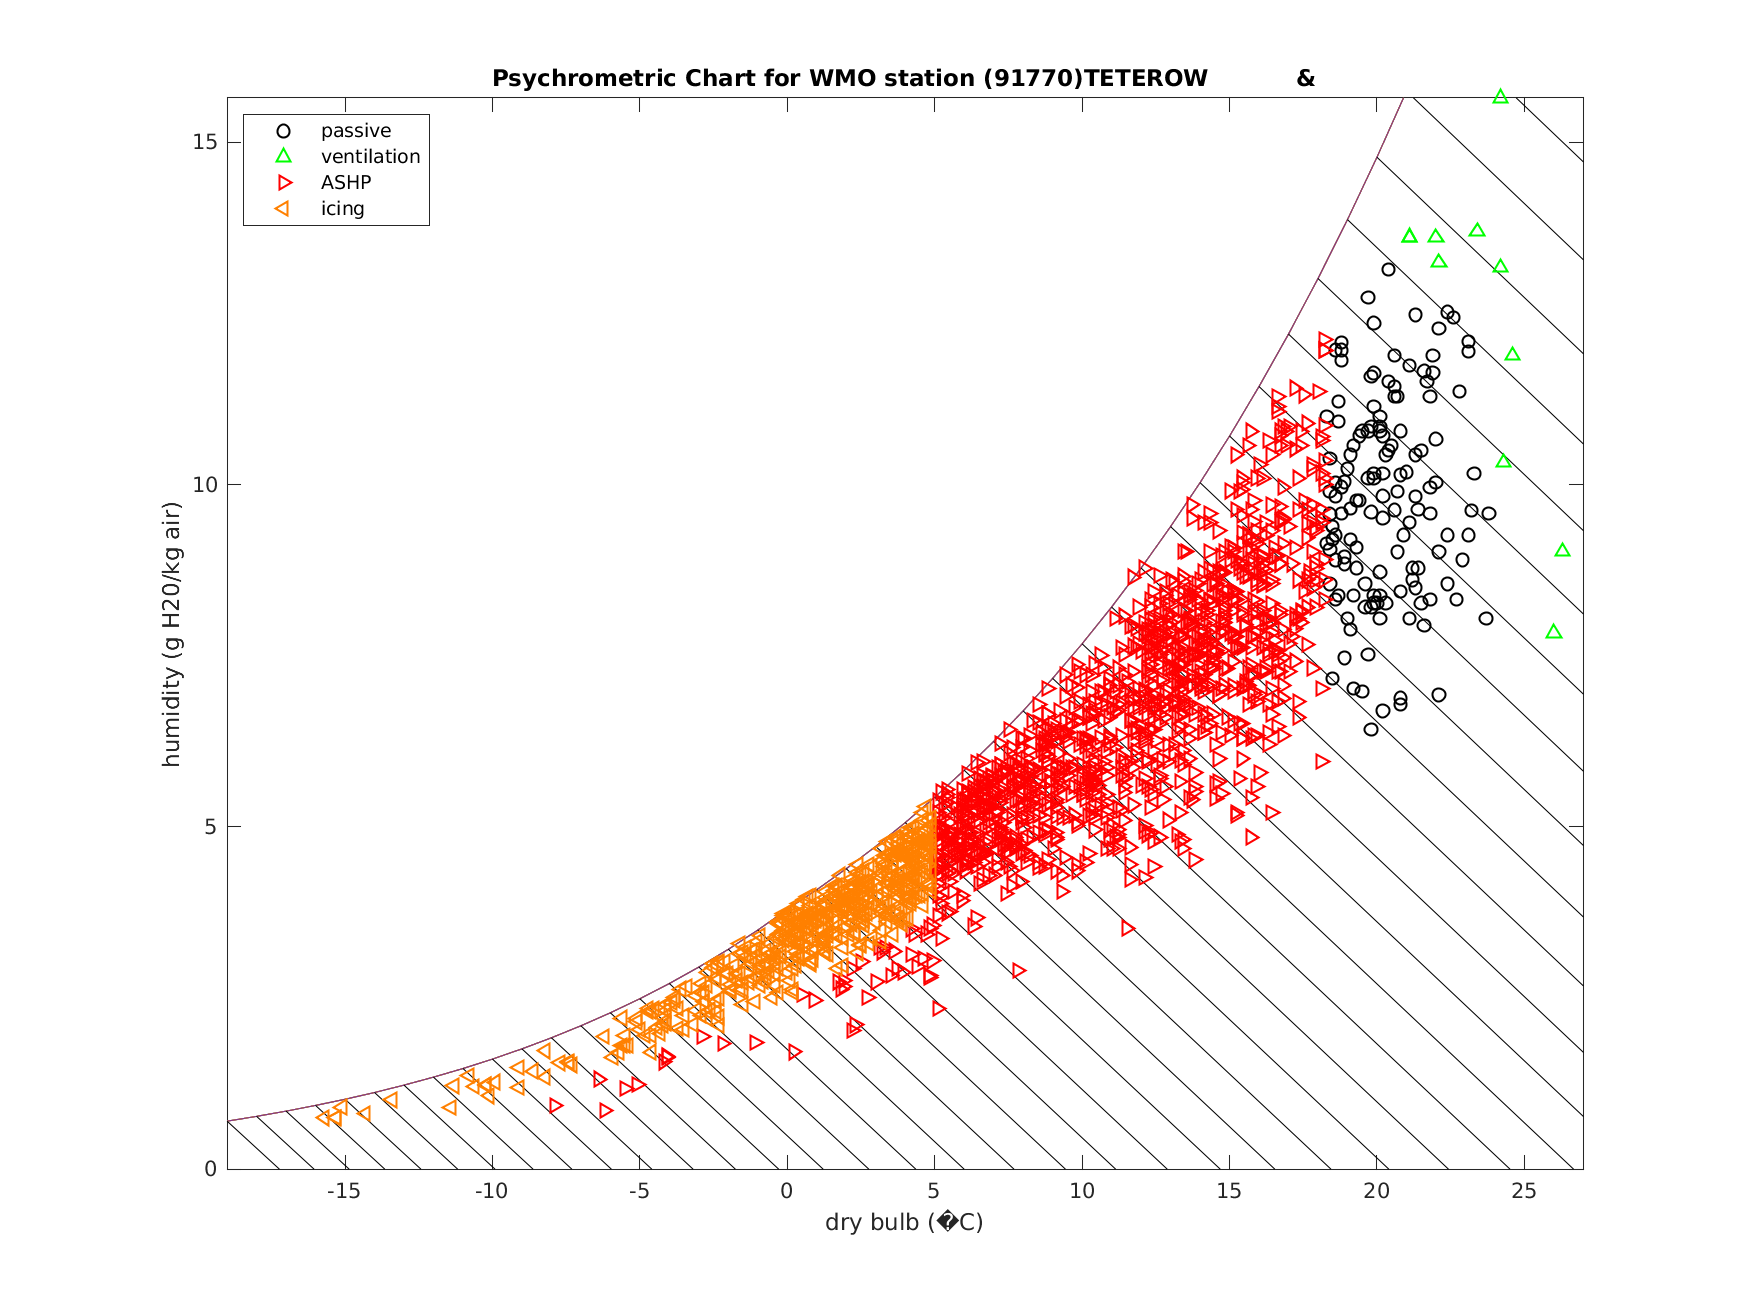 Psychrometric Chart for WMO station (91770)TETEROW &
passive
ventilation
ASHP
icing
15
10
5
0
humidity (g H20/kg air)
-15 -10 -5 0 5 10 15 20 25
dry bulb (�C)